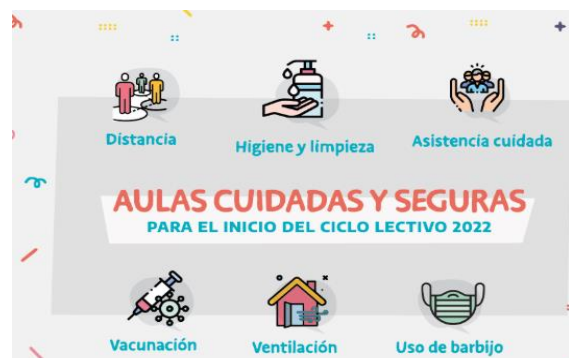 Distancia
Higiene y limpieza
Asistencia cuidada
AULAS CUIDADAS Y SEGURAS
PARA EL INICIO DEL CICLO LECTIVO 2022
Vacunación
Ventilación
Uso de barbijo